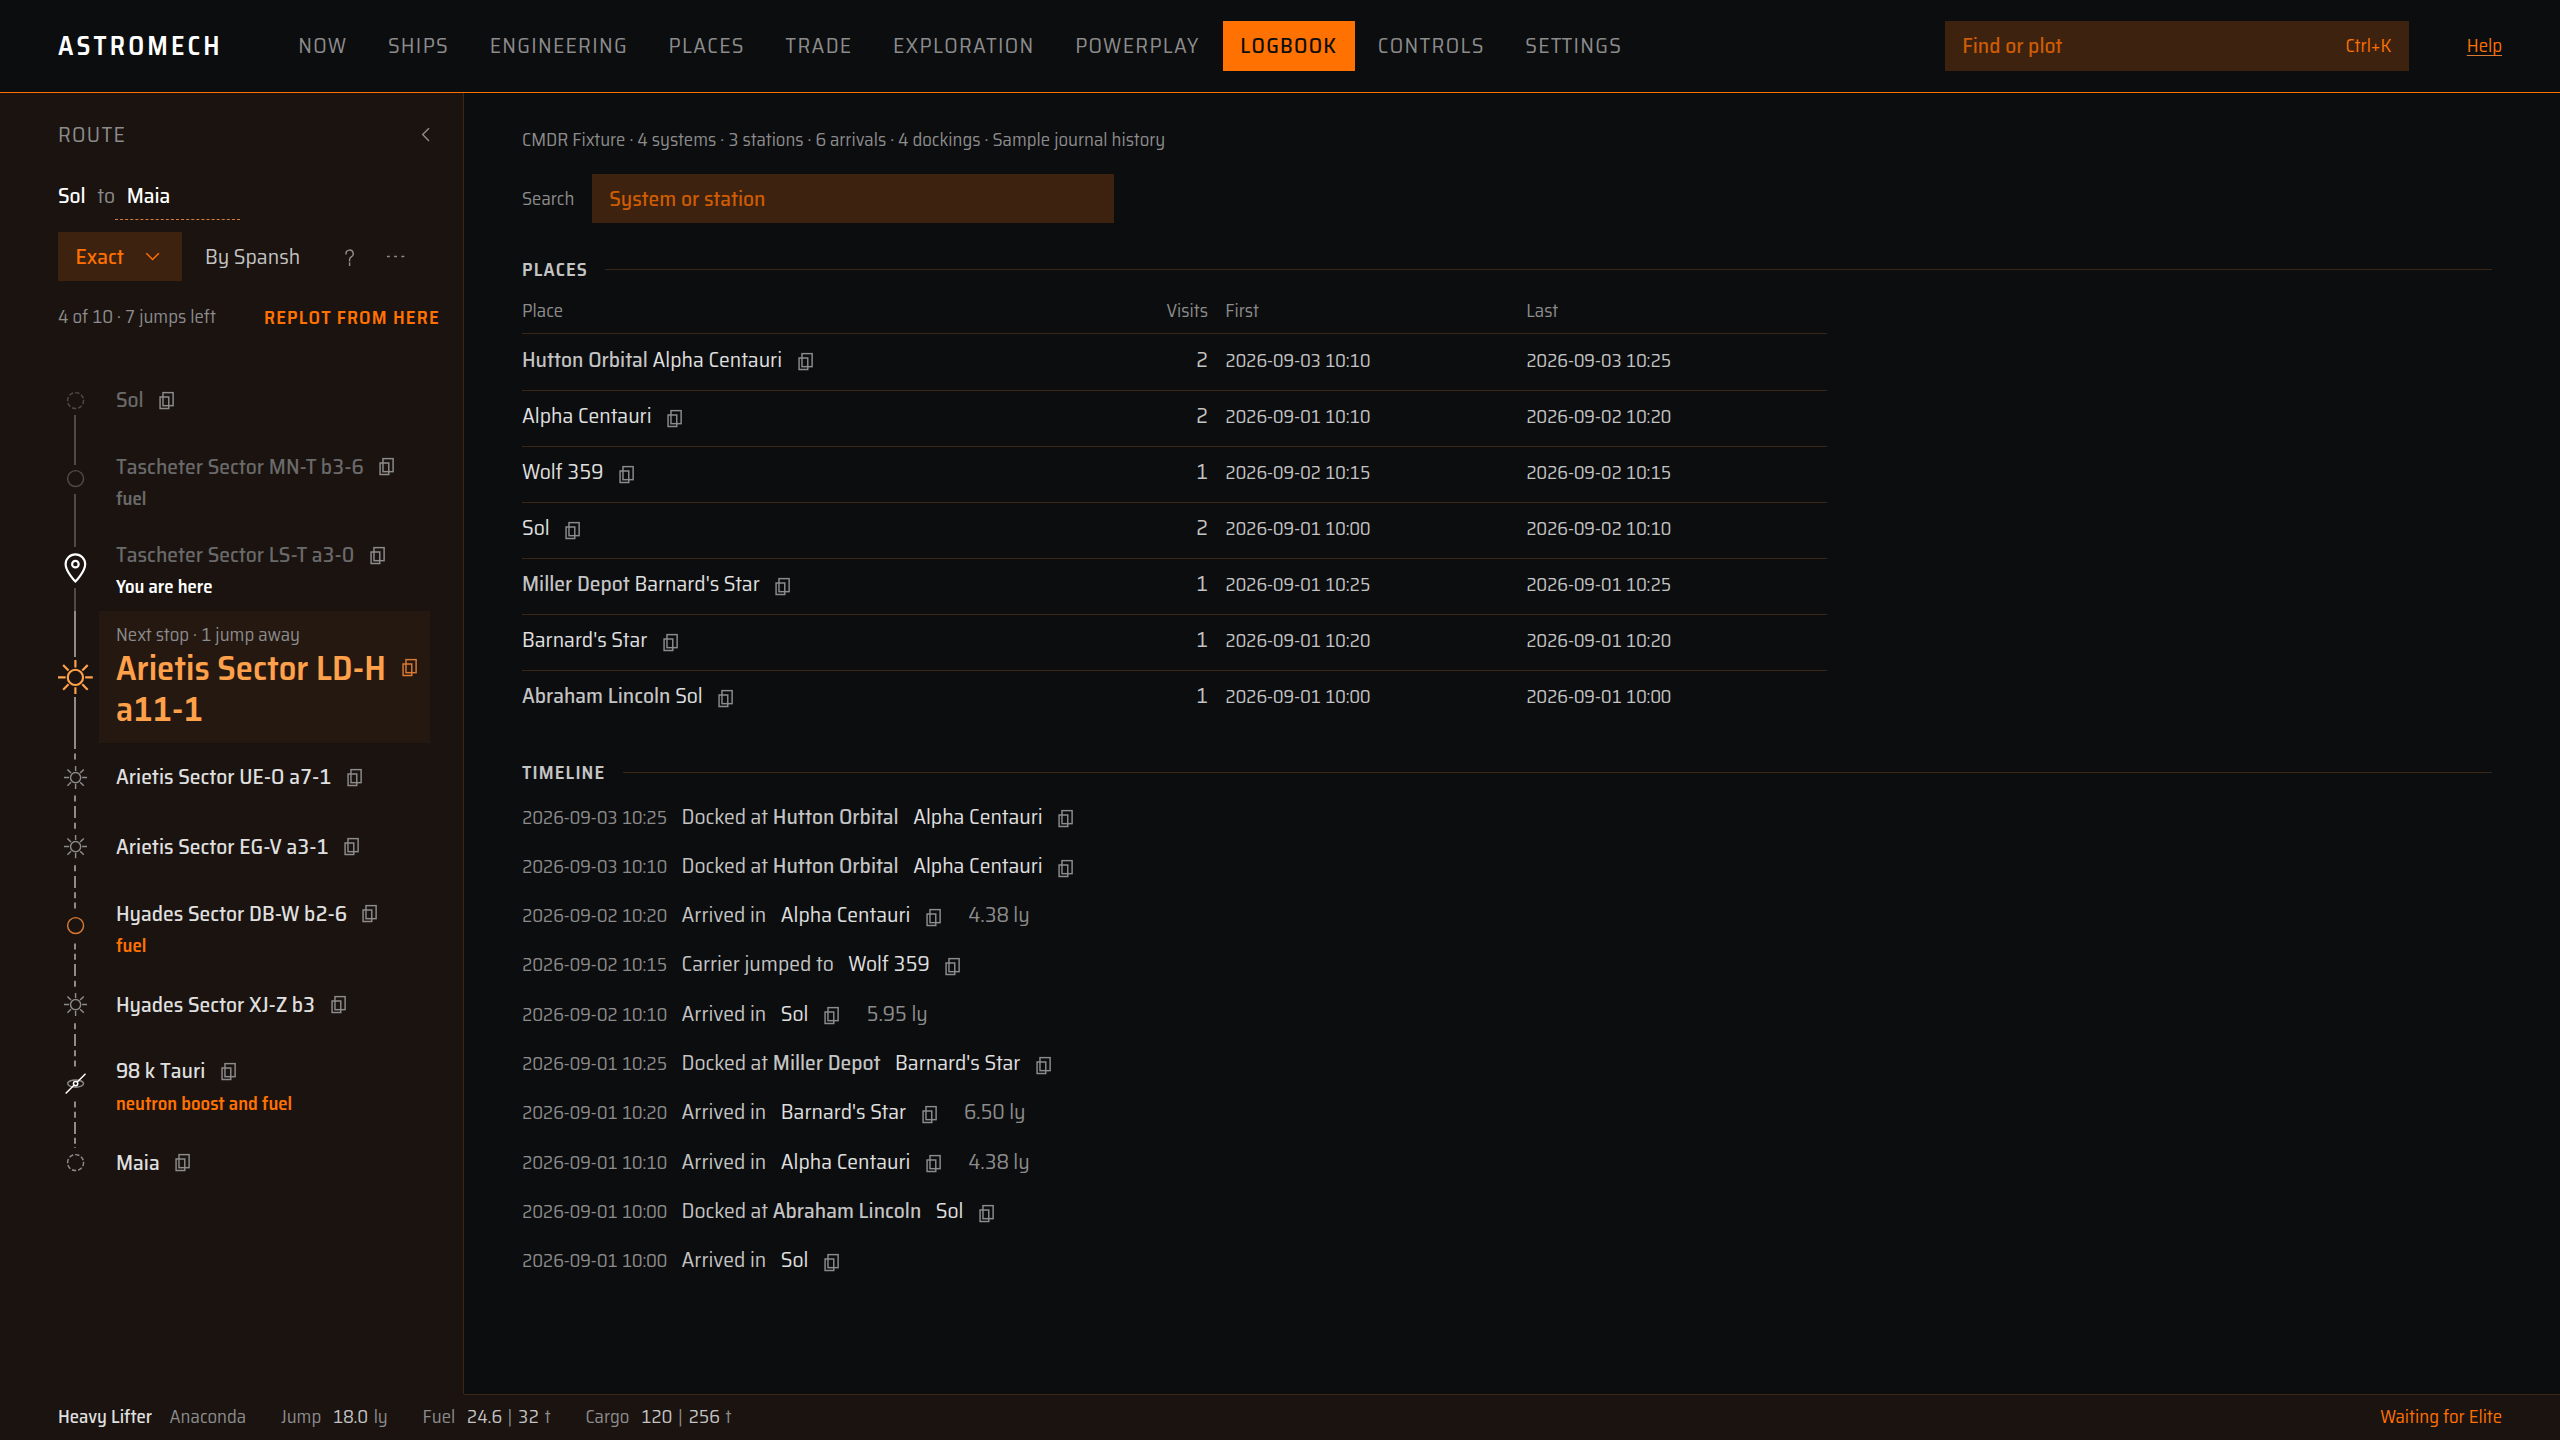 ASTROMECH NOW SHIPS ENGINEERING PLACES TRADE EXPLORATION POWERPLAY LOGBOOK CONTROLS SETTINGS Find or plot Ctrl+K Help
ROUTE
Sol to Maia
Exact By Spansh ? ...
4 of 10 · 7 jumps left REPLOT FROM HERE
Sol
Tascheter Sector MN-T b3-6
fuel
Tascheter Sector LS-T a3-0
You are here
Next stop · 1 jump away
Arietis Sector LD-H
a11-1
Arietis Sector UE-O a7-1
Arietis Sector EG-V a3-1
Hyades Sector DB-W b2-6
fuel
Hyades Sector XJ-Z b3
98 k Tauri
neutron boost and fuel
Maia
CMDR Fixture · 4 systems · 3 stations · 6 arrivals · 4 dockings · Sample journal history
Search System or station
PLACES
Place Visits First Last
Hutton Orbital Alpha Centauri 2 2026-09-03 10:10 2026-09-03 10:25
Alpha Centauri 2 2026-09-01 10:10 2026-09-02 10:20
Wolf 359 1 2026-09-02 10:15 2026-09-02 10:15
Sol 2 2026-09-01 10:00 2026-09-02 10:10
Miller Depot Barnard's Star 1 2026-09-01 10:25 2026-09-01 10:25
Barnard's Star 1 2026-09-01 10:20 2026-09-01 10:20
Abraham Lincoln Sol 1 2026-09-01 10:00 2026-09-01 10:00
TIMELINE
2026-09-03 10:25 Docked at Hutton Orbital Alpha Centauri
2026-09-03 10:10 Docked at Hutton Orbital Alpha Centauri
2026-09-02 10:20 Arrived in Alpha Centauri 4.38 ly
2026-09-02 10:15 Carrier jumped to Wolf 359
2026-09-02 10:10 Arrived in Sol 5.95 ly
2026-09-01 10:25 Docked at Miller Depot Barnard's Star
2026-09-01 10:20 Arrived in Barnard's Star 6.50 ly
2026-09-01 10:10 Arrived in Alpha Centauri 4.38 ly
2026-09-01 10:00 Docked at Abraham Lincoln Sol
2026-09-01 10:00 Arrived in Sol
Heavy Lifter Anaconda Jump 18.0 ly Fuel 24.6 | 32 t Cargo 120 | 256 t Waiting for Elite